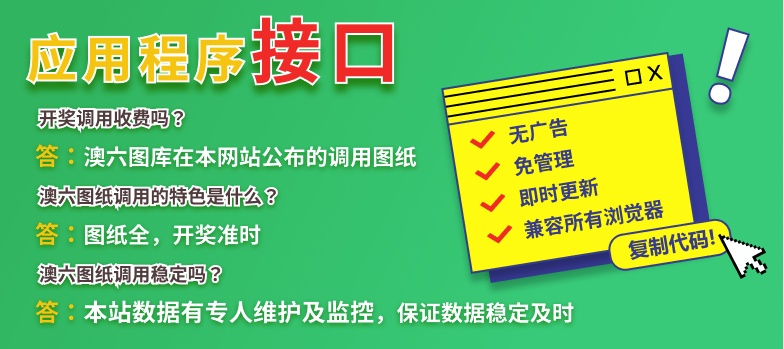 应用程序接口
开奖调用收费吗？
答：澳六图库在本网站公布的调用图纸
澳六图纸调用的特色是什么？
答：图纸全，开奖准时
澳六图纸调用稳定吗？
答：本站数据有专人维护及监控，保证数据稳定及时
无广告
免管理
即时更新
兼容所有浏览器
复制代码!